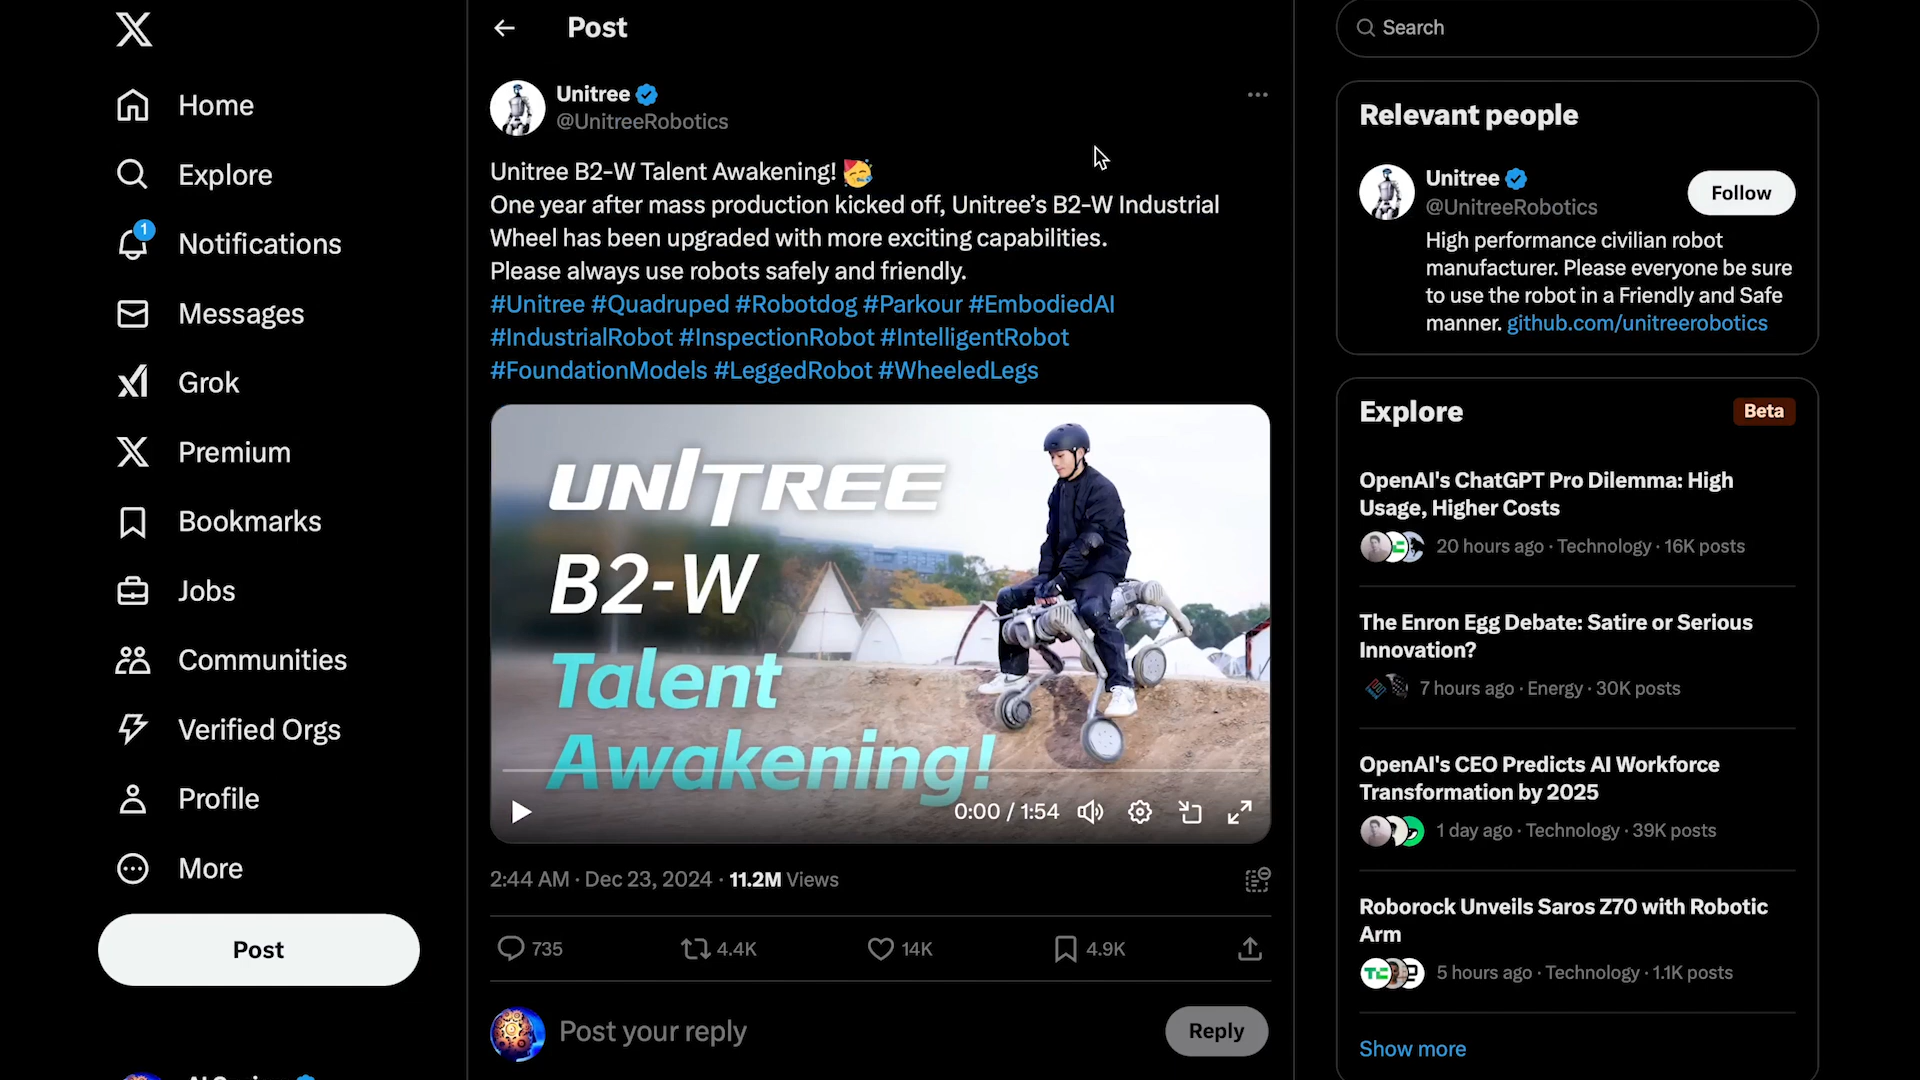 Home
Explore
1
Notifications
Messages
Grok
Premium
Bookmarks
Jobs
Communities
Verified Orgs
Profile
More
Post
Post
Unitree
@UnitreeRobotics
Unitree B2-W Talent Awakening! 🥳
One year after mass production kicked off, Unitree’s B2-W Industrial
Wheel has been upgraded with more exciting capabilities.
Please always use robots safely and friendly.
#Unitree #Quadruped #Robotdog #Parkour #EmbodiedAI
#IndustrialRobot #InspectionRobot #IntelligentRobot
#FoundationModels #LeggedRobot #WheeledLegs
UNITREE
B2-W
Talent
Awakening!
0:00 / 1:54
2:44 AM · Dec 23, 2024 · 11.2M Views
735 4.4K 14K 4.9K
Post your reply
Reply
Search
Relevant people
Unitree
@UnitreeRobotics
Follow
High performance civilian robot
manufacturer. Please everyone be sure
to use the robot in a Friendly and Safe
manner. github.com/unitreerobotics
Explore
Beta
OpenAI's ChatGPT Pro Dilemma: High
Usage, Higher Costs
20 hours ago · Technology · 16K posts
The Enron Egg Debate: Satire or Serious
Innovation?
7 hours ago · Energy · 30K posts
OpenAI's CEO Predicts AI Workforce
Transformation by 2025
1 day ago · Technology · 39K posts
Roborock Unveils Saros Z70 with Robotic
Arm
5 hours ago · Technology · 1.1K posts
Show more